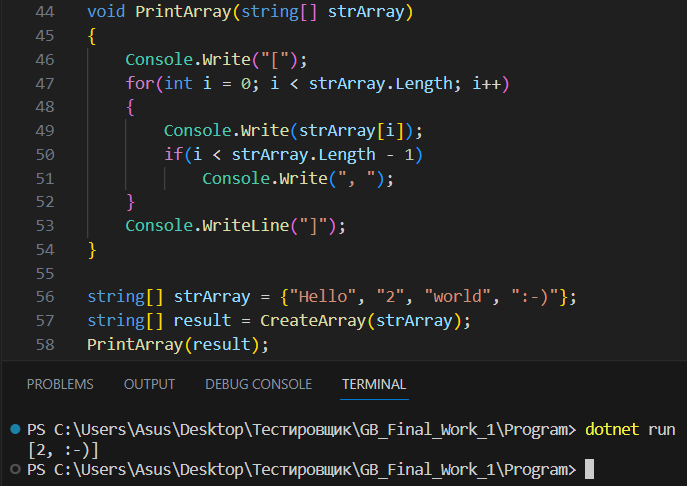 44 void PrintArray(string[] strArray)
45 {
46     Console.Write("[");
47     for(int i = 0; i < strArray.Length; i++)
48     {
49         Console.Write(strArray[i]);
50         if(i < strArray.Length - 1)
51             Console.Write(", ");
52     }
53     Console.WriteLine("]");
54 }
55
56 string[] strArray = {"Hello", "2", "world", ":-)"};
57 string[] result = CreateArray(strArray);
58 PrintArray(result);
PROBLEMS OUTPUT DEBUG CONSOLE TERMINAL
PS C:\Users\Asus\Desktop\Тестировщик\GB_Final_Work_1\Program> dotnet run
[2, :-)]
PS C:\Users\Asus\Desktop\Тестировщик\GB_Final_Work_1\Program>